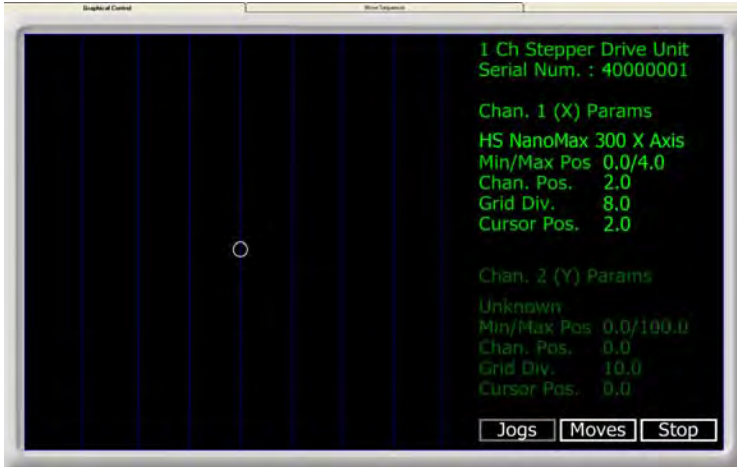 Graphical Control
Move Sequencer
1 Ch Stepper Drive Unit
Serial Num. : 40000001
Chan. 1 (X) Params
HS NanoMax 300 X Axis
Min/Max Pos 0.0/4.0
Chan. Pos. 2.0
Grid Div. 8.0
Cursor Pos. 2.0
Chan. 2 (Y) Params
Unknown
Min/Max Pos 0.0/100.0
Chan. Pos. 0.0
Grid Div. 10.0
Cursor Pos. 0.0
Jogs Moves Stop